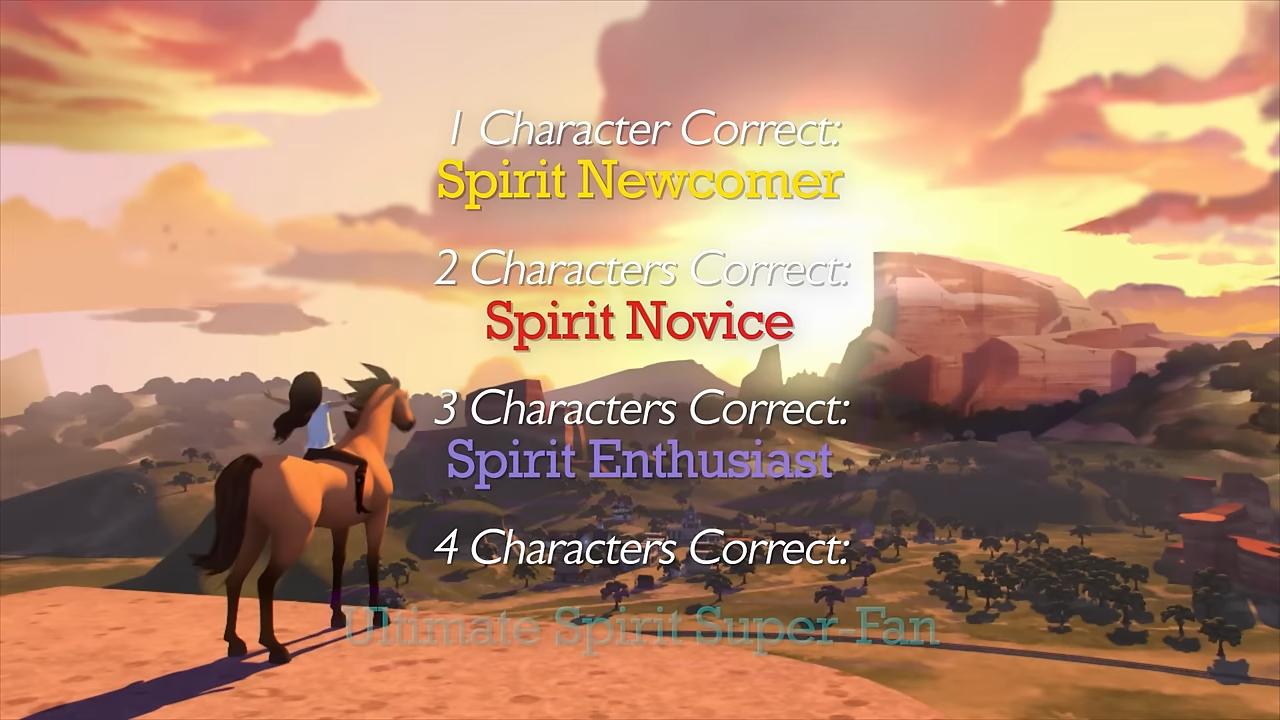 1 Character Correct:
Spirit Newcomer
2 Characters Correct:
Spirit Novice
3 Characters Correct:
Spirit Enthusiast
4 Characters Correct:
Ultimate Spirit Super-Fan